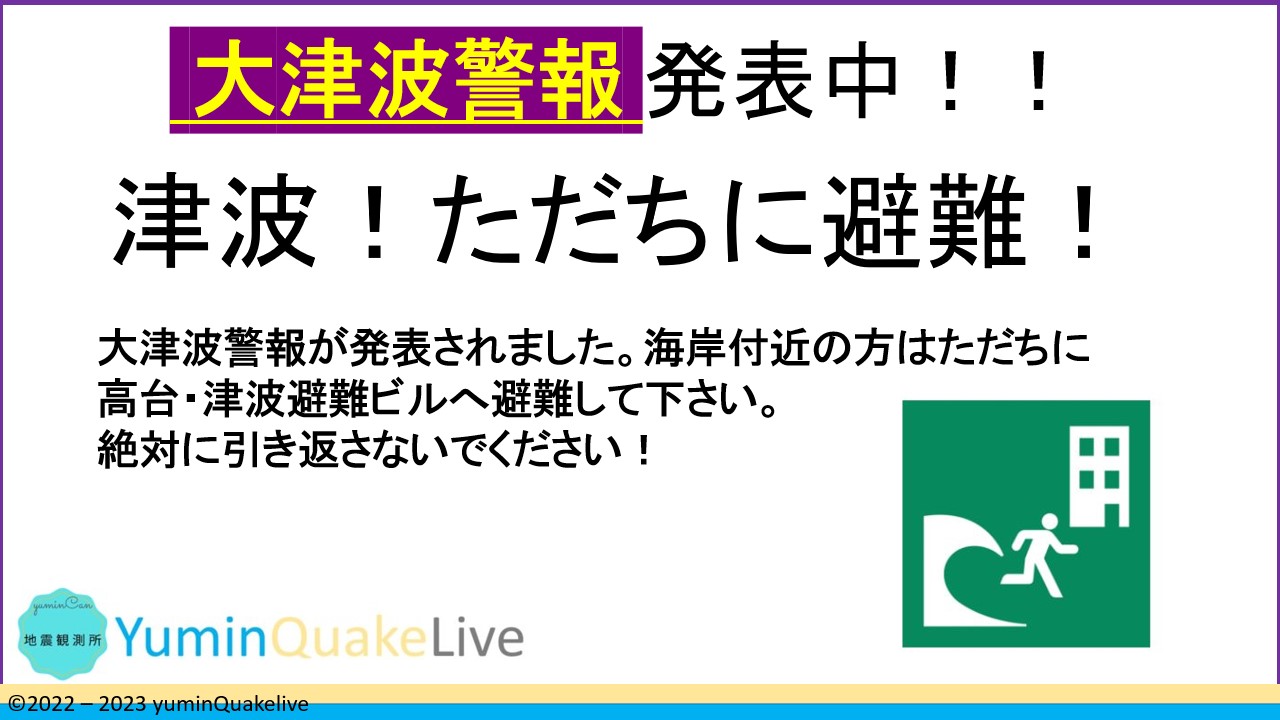 大津波警報発表中！！
津波！ただちに避難！
大津波警報が発表されました。海岸付近の方はただちに
高台・津波避難ビルへ避難して下さい。
絶対に引き返さないでください！
yuminCan
地震観測所
YuminQuakeLive
©2022 – 2023 yuminQuakelive